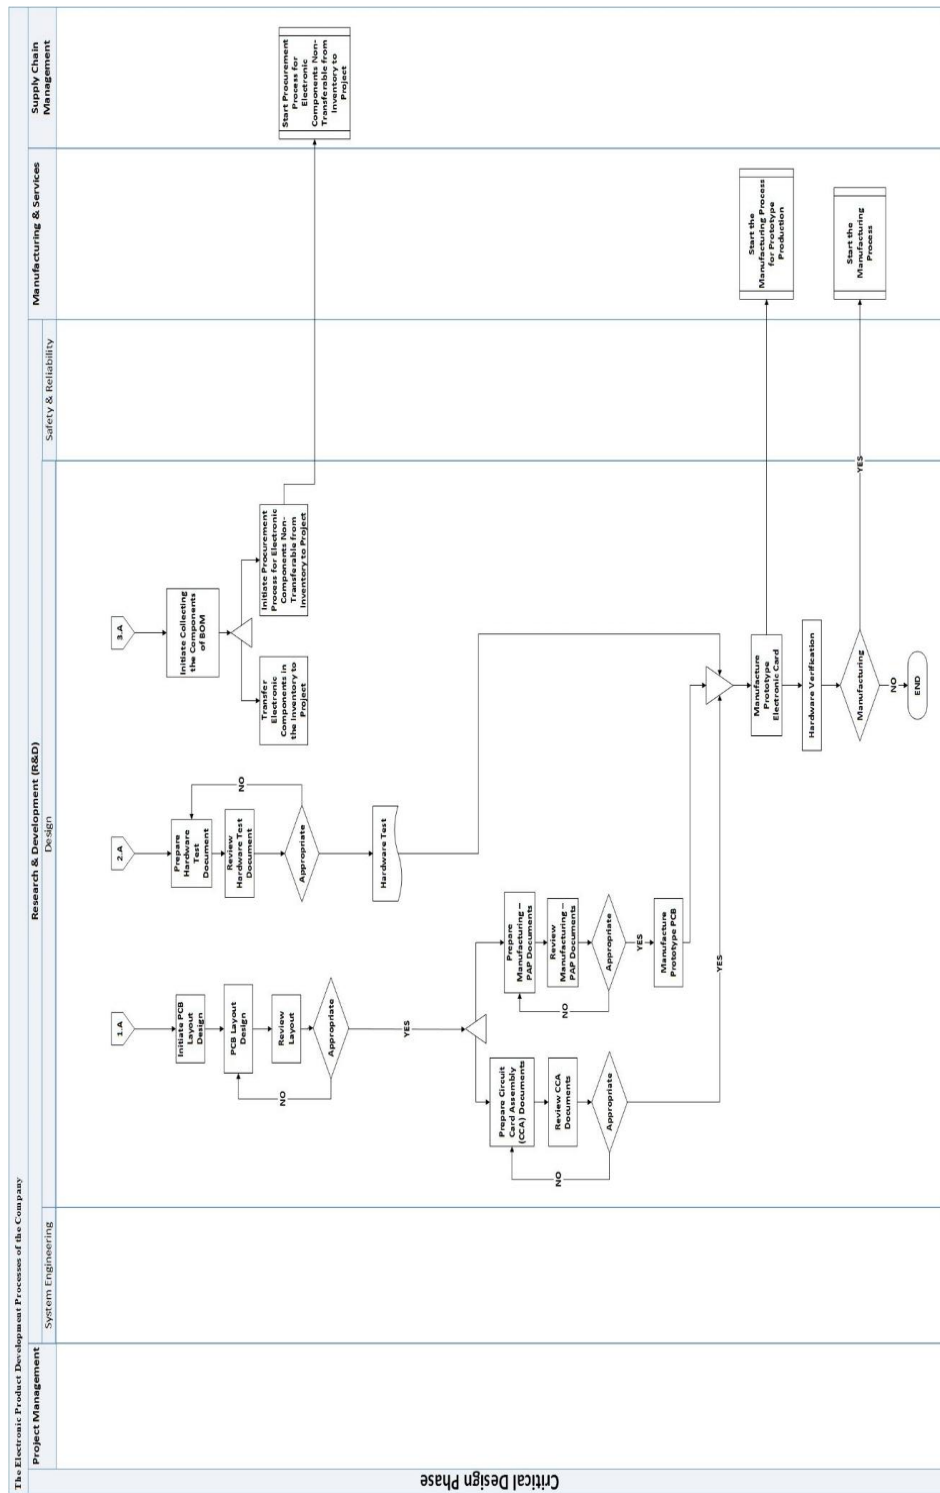 The Electronic Product Development Processes of the Company
Project Management
Research & Development (R&D)
Manufacturing & Services
Supply Chain
Management
System Engineering
Design
Safety & Reliability
Critical Design Phase
1.A
Initiate PCB
Layout
Design
PCB Layout
Design
Review
Layout
Appropriate
NO
YES
Prepare Circuit
Card Assembly
(CCA) Documents
Review CCA
Documents
Appropriate
NO
YES
Prepare
Manufacturing –
PAP Documents
Review
Manufacturing –
PAP Documents
Appropriate
NO
YES
Manufacture
Prototype PCB
2.A
Prepare
Hardware
Test
Document
Review
Hardware Test
Document
Appropriate
NO
Hardware Test
3.A
Initiate Collecting
the Components
of BOM
Transfer
Electronic
Components in
the Inventory to
Project
Initiate Procurement
Process for Electronic
Components Non-
Transferable from
Inventory to Project
Start Procurement
Process for
Electronic
Components Non-
Transferable from
Inventory to
Project
Manufacture
Prototype
Electronic Card
Start the
Manufacturing Process
for Prototype
Production
Hardware Verification
Manufacturing
YES
Start the
Manufacturing
Process
NO
END